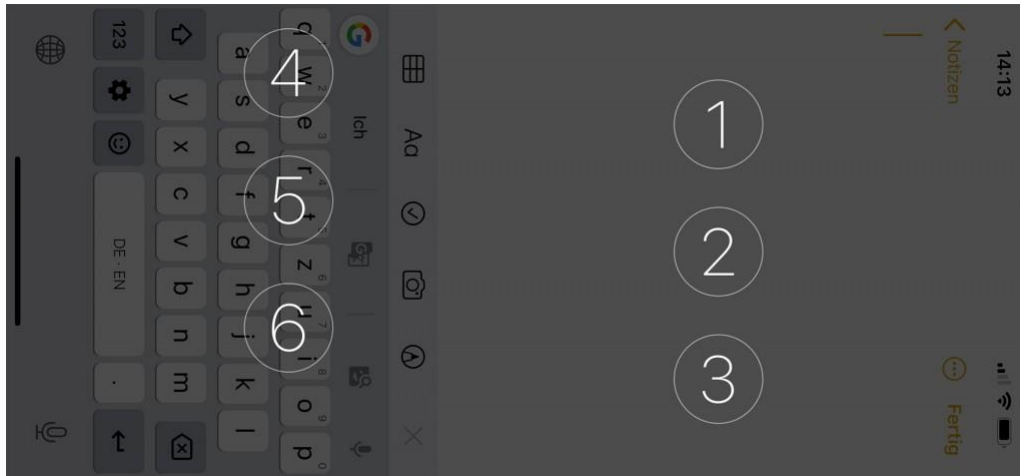 14:13
Notizen Fertig
1
2
3
Aa
Ich
4
5
6
q w e r t z u i o p
a s d f g h j k l
y x c v b n m
123 DE · EN .